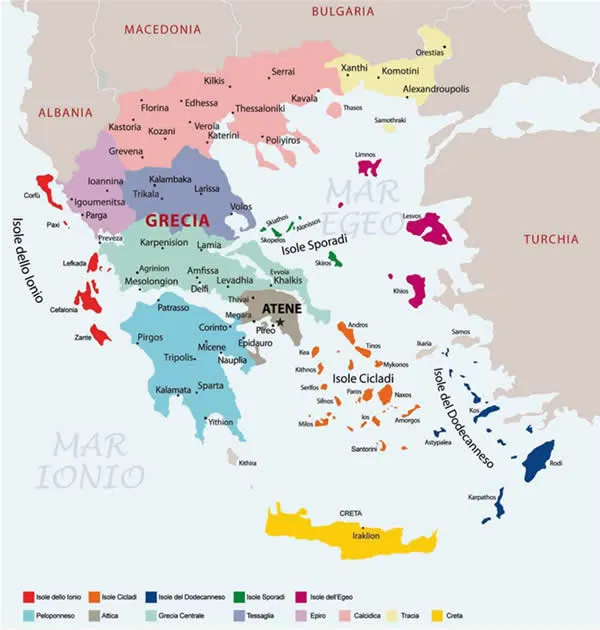 BULGARIA
MACEDONIA
ALBANIA
TURCHIA
Orestias
Xanthi
Komotini
Alexandroupolis
Serrai
Kilkis
Kavala
Thasos
Samothraki
Florina
Edhessa
Thessaloniki
Kastoria
Veroia
Kozani
Katerini
Poliyiros
Grevena
Limnos
MAR
EGEO
Ioannina
Kalambaka
Larissa
Trikala
Igoumenitsa
Parga
Corfù
Paxi
Volos
GRECIA
Preveza
Skiathos
Alonissos
Skopelos
Isole Sporadi
Skiros
Lesvos
Khios
Isole dello Ionio
Karpenision
Lamia
Lefkada
Agrinion
Amfissa
Evvoia
Mesolongion
Delfi
Levadhia
Khalkis
Cefalonia
Thivai
ATENE
Patrasso
Megara
Pireo
Zante
Corinto
Epidauro
Pirgos
Micene
Nauplia
Tripolis
Kalamata
Sparta
Yithion
Kithira
Andros
Tinos
Kea
Mykonos
Kithnos
Isole Cicladi
Serifos
Paros
Naxos
Sifnos
Ios
Amorgos
Milos
Santorini
Samos
Ikaria
Isole del Dodecanneso
Kos
Astypalea
Rodi
Karpathos
MAR
IONIO
CRETA
Iraklion
Isole dello Ionio
Isole Cicladi
Isole del Dodecanneso
Isole Sporadi
Isole dell'Egeo
Peloponneso
Attica
Grecia Centrale
Tessaglia
Epiro
Calcidica
Tracia
Creta